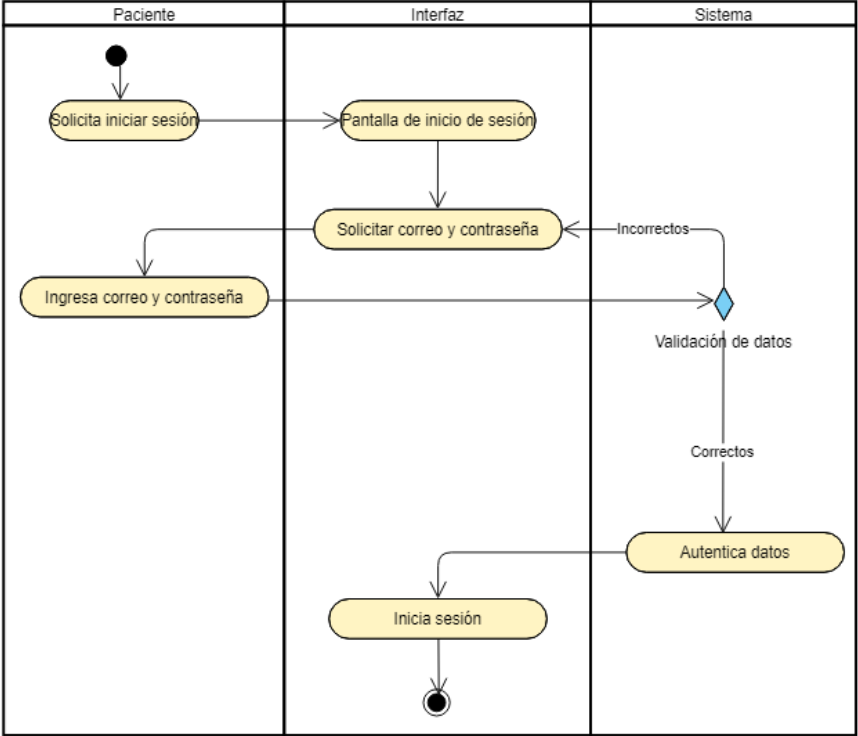 Paciente
Interfaz
Sistema
Solicita iniciar sesión
Pantalla de inicio de sesión
Solicitar correo y contraseña
Incorrectos
Ingresa correo y contraseña
Validación de datos
Correctos
Autentica datos
Inicia sesión